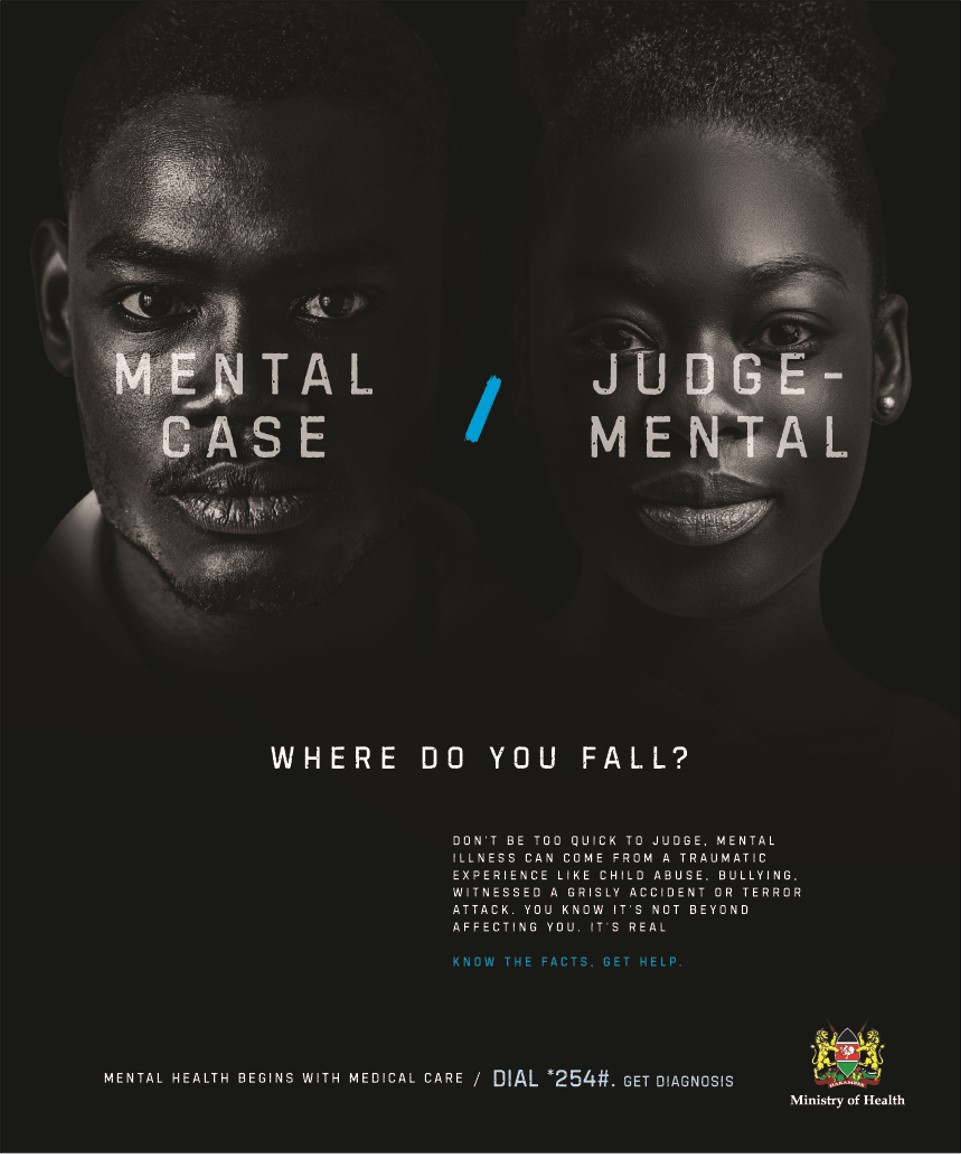 MENTAL
CASE
/
JUDGE-
MENTAL
WHERE DO YOU FALL?
DON'T BE TOO QUICK TO JUDGE, MENTAL
ILLNESS CAN COME FROM A TRAUMATIC
EXPERIENCE LIKE CHILD ABUSE, BULLYING,
WITNESSED A GRISLY ACCIDENT OR TERROR
ATTACK. YOU KNOW IT'S NOT BEYOND
AFFECTING YOU. IT'S REAL
KNOW THE FACTS, GET HELP.
MENTAL HEALTH BEGINS WITH MEDICAL CARE / DIAL *254#. GET DIAGNOSIS
HARAMBEE
Ministry of Health